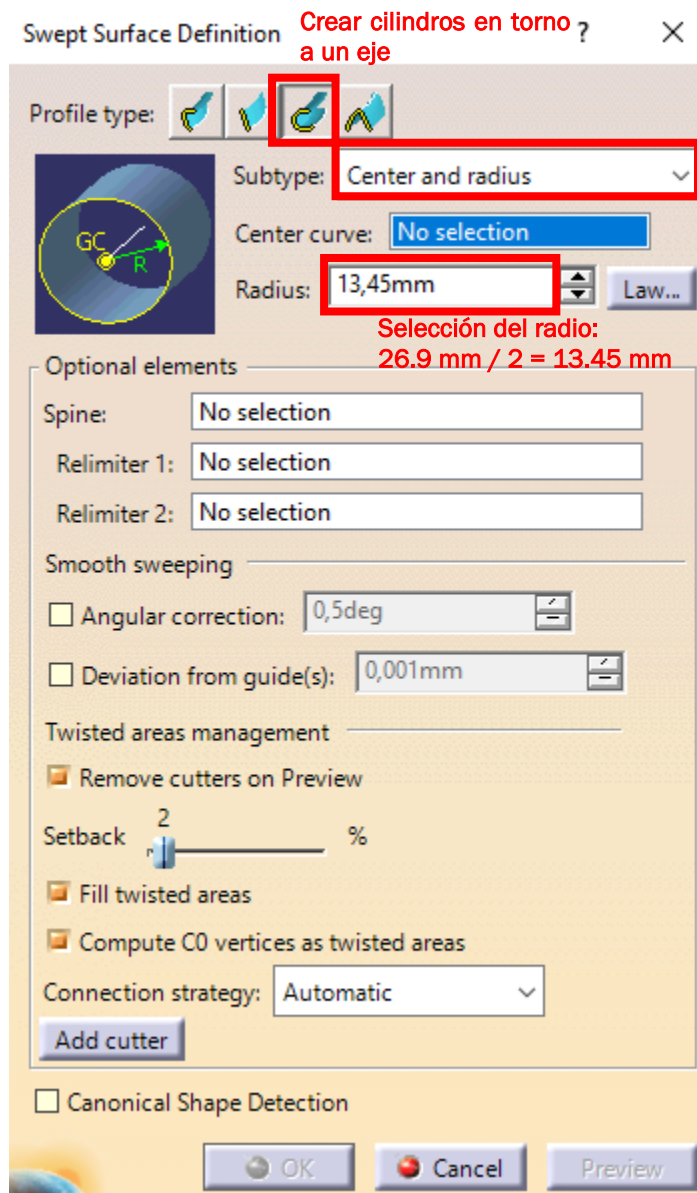 Swept Surface Definition
Crear cilindros en torno
a un eje
?
Profile type:
Subtype: Center and radius
GC
R
Center curve: No selection
Radius: 13,45mm
Law...
Selección del radio:
26.9 mm / 2 = 13.45 mm
Optional elements
Spine: No selection
Relimiter 1: No selection
Relimiter 2: No selection
Smooth sweeping
Angular correction: 0,5deg
Deviation from guide(s): 0,001mm
Twisted areas management
Remove cutters on Preview
2
Setback %
Fill twisted areas
Compute C0 vertices as twisted areas
Connection strategy: Automatic
Add cutter
Canonical Shape Detection
OK Cancel Preview